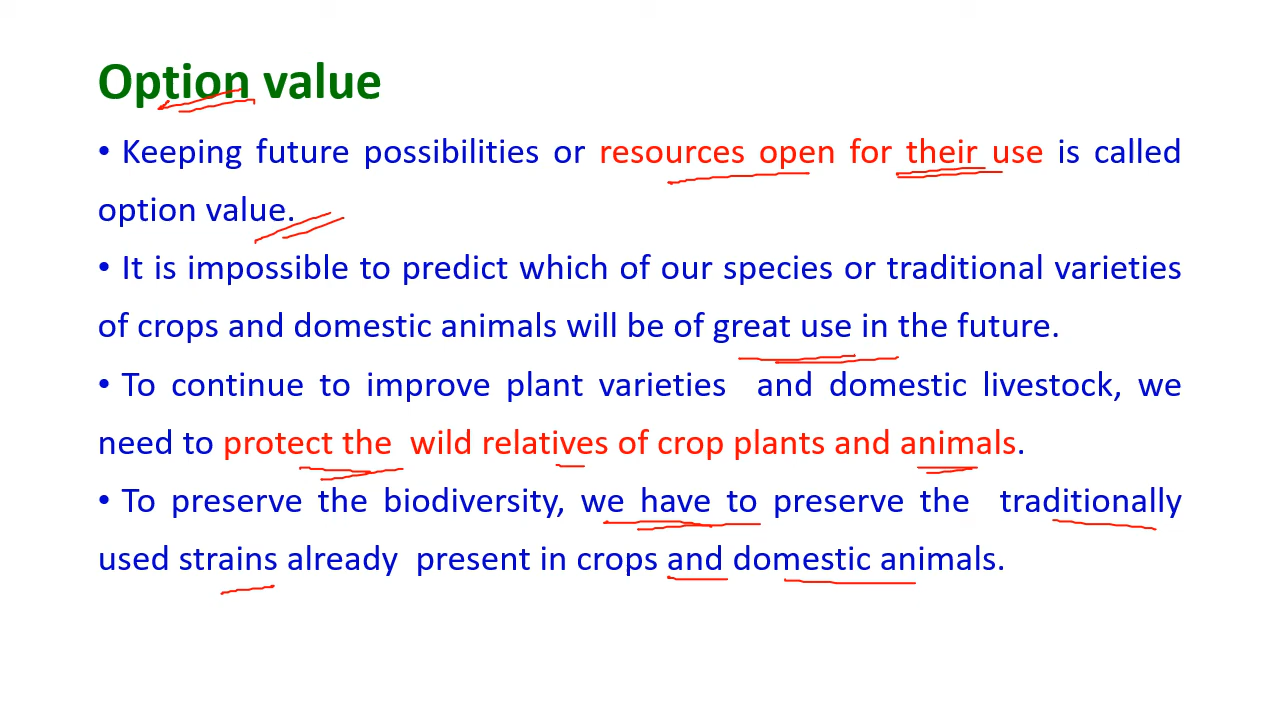 Option value
• Keeping future possibilities or resources open for their use is called
option value.
• It is impossible to predict which of our species or traditional varieties
of crops and domestic animals will be of great use in the future.
• To continue to improve plant varieties and domestic livestock, we
need to protect the wild relatives of crop plants and animals.
• To preserve the biodiversity, we have to preserve the traditionally
used strains already present in crops and domestic animals.